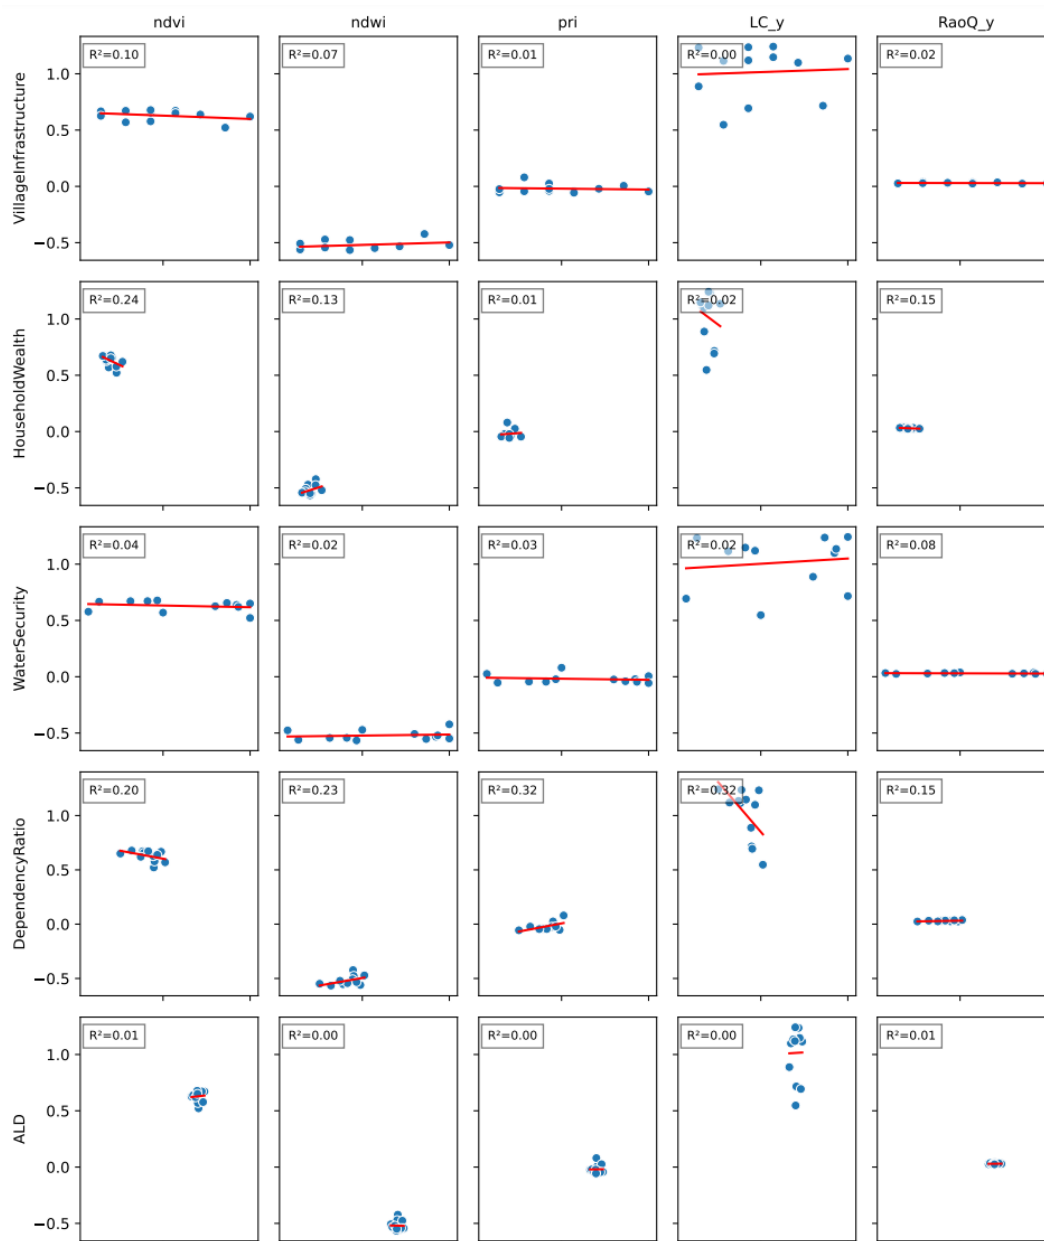 ndvi ndwi pri LC_y RaoQ_y
VillageInfrastructure
1.0
0.5
0.0
−0.5
R²=0.10 R²=0.07 R²=0.01 R²=0.00 R²=0.02
HouseholdWealth
1.0
0.5
0.0
−0.5
R²=0.24 R²=0.13 R²=0.01 R²=0.02 R²=0.15
WaterSecurity
1.0
0.5
0.0
−0.5
R²=0.04 R²=0.02 R²=0.03 R²=0.02 R²=0.08
DependencyRatio
1.0
0.5
0.0
−0.5
R²=0.20 R²=0.23 R²=0.32 R²=0.32 R²=0.15
ALD
1.0
0.5
0.0
−0.5
R²=0.01 R²=0.00 R²=0.00 R²=0.00 R²=0.01